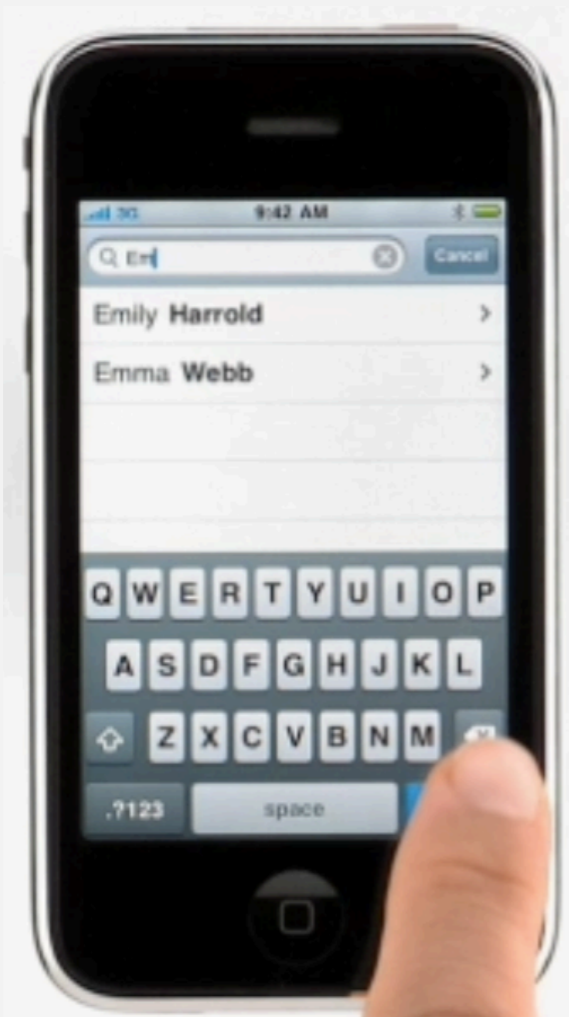 3G 9:42 AM
Em Cancel
Emily Harrold
Emma Webb
Q W E R T Y U I O P
A S D F G H J K L
Z X C V B N M
.?123 space